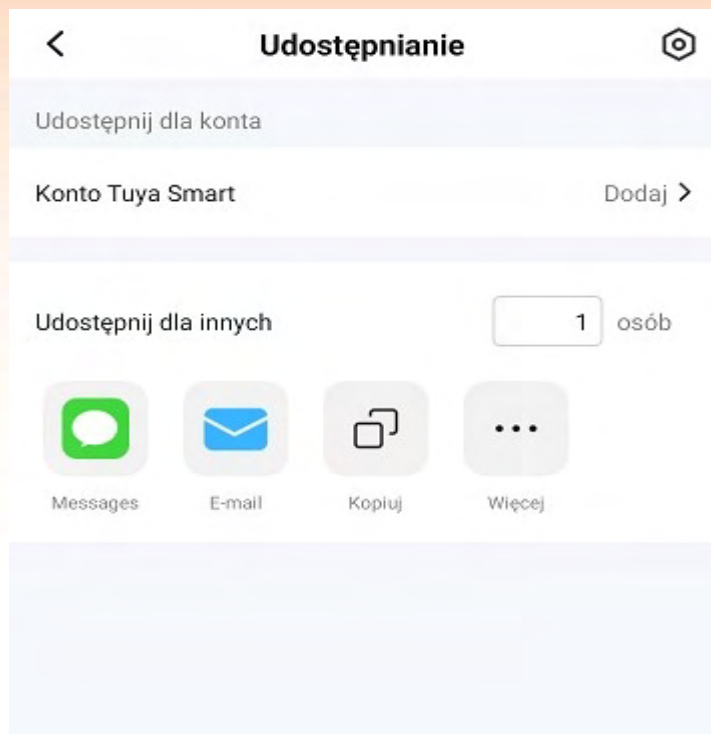 Udostępnianie
Udostępnij dla konta
Konto Tuya Smart Dodaj
Udostępnij dla innych 1 osób
Messages E-mail Kopiuj Więcej